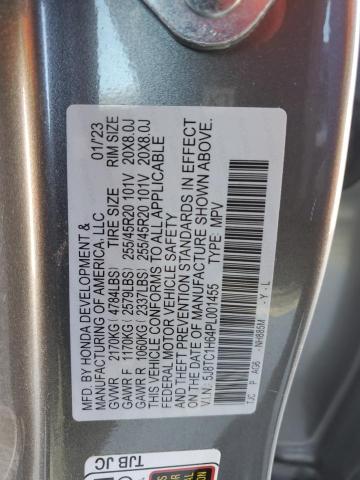 MFD. BY HONDA DEVELOPMENT &
MANUFACTURING OF AMERICA, LLC 01/23
GVWR 2170KG( 4784LBS) TIRE SIZE RIM SIZE
GAWR F 1170KG( 2579LBS) 255/45R20 101V 20X8.0J
GAWR R 1060KG( 2337LBS) 255/45R20 101V 20X8.0J
THIS VEHICLE CONFORMS TO ALL APPLICABLE
FEDERAL MOTOR VEHICLE SAFETY
AND THEFT PREVENTION STANDARDS IN EFFECT
ON THE DATE OF MANUFACTURE SHOWN ABOVE.
V.I.N. 5J8TC1H64PL001455 TYPE: MPV
TJC P AG6 -NH885M -Y-L
TJB JC